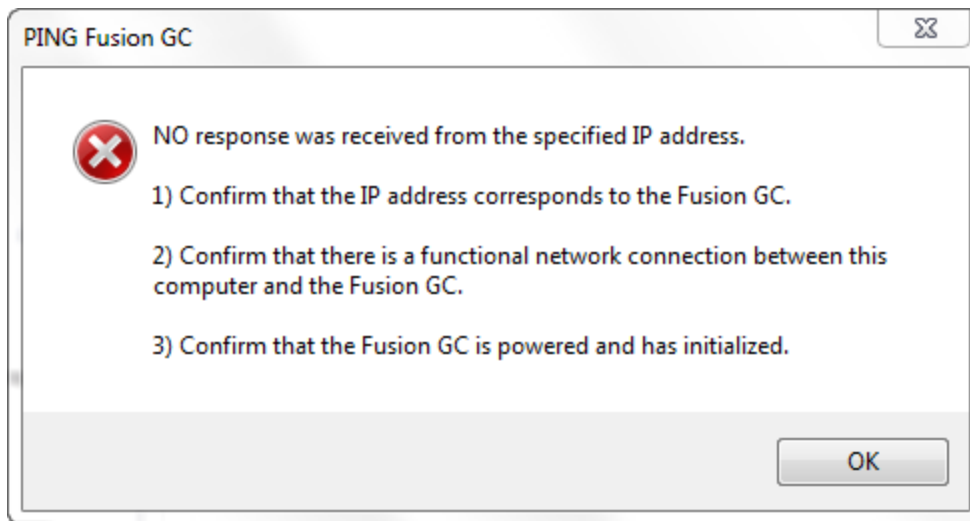 PING Fusion GC
NO response was received from the specified IP address.
1) Confirm that the IP address corresponds to the Fusion GC.
2) Confirm that there is a functional network connection between this
computer and the Fusion GC.
3) Confirm that the Fusion GC is powered and has initialized.
OK